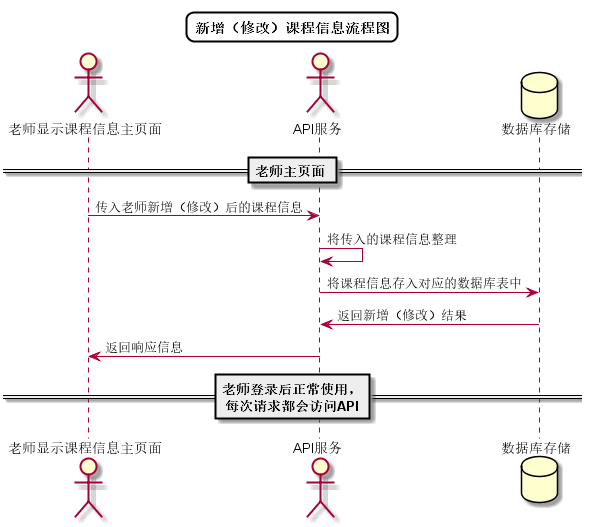 新增（修改）课程信息流程图
老师显示课程信息主页面
API服务
数据库存储
老师主页面
传入老师新增（修改）后的课程信息
将传入的课程信息整理
将课程信息存入对应的数据库表中
返回新增（修改）结果
返回响应信息
老师登录后正常使用，
每次请求都会访问API
老师显示课程信息主页面
API服务
数据库存储